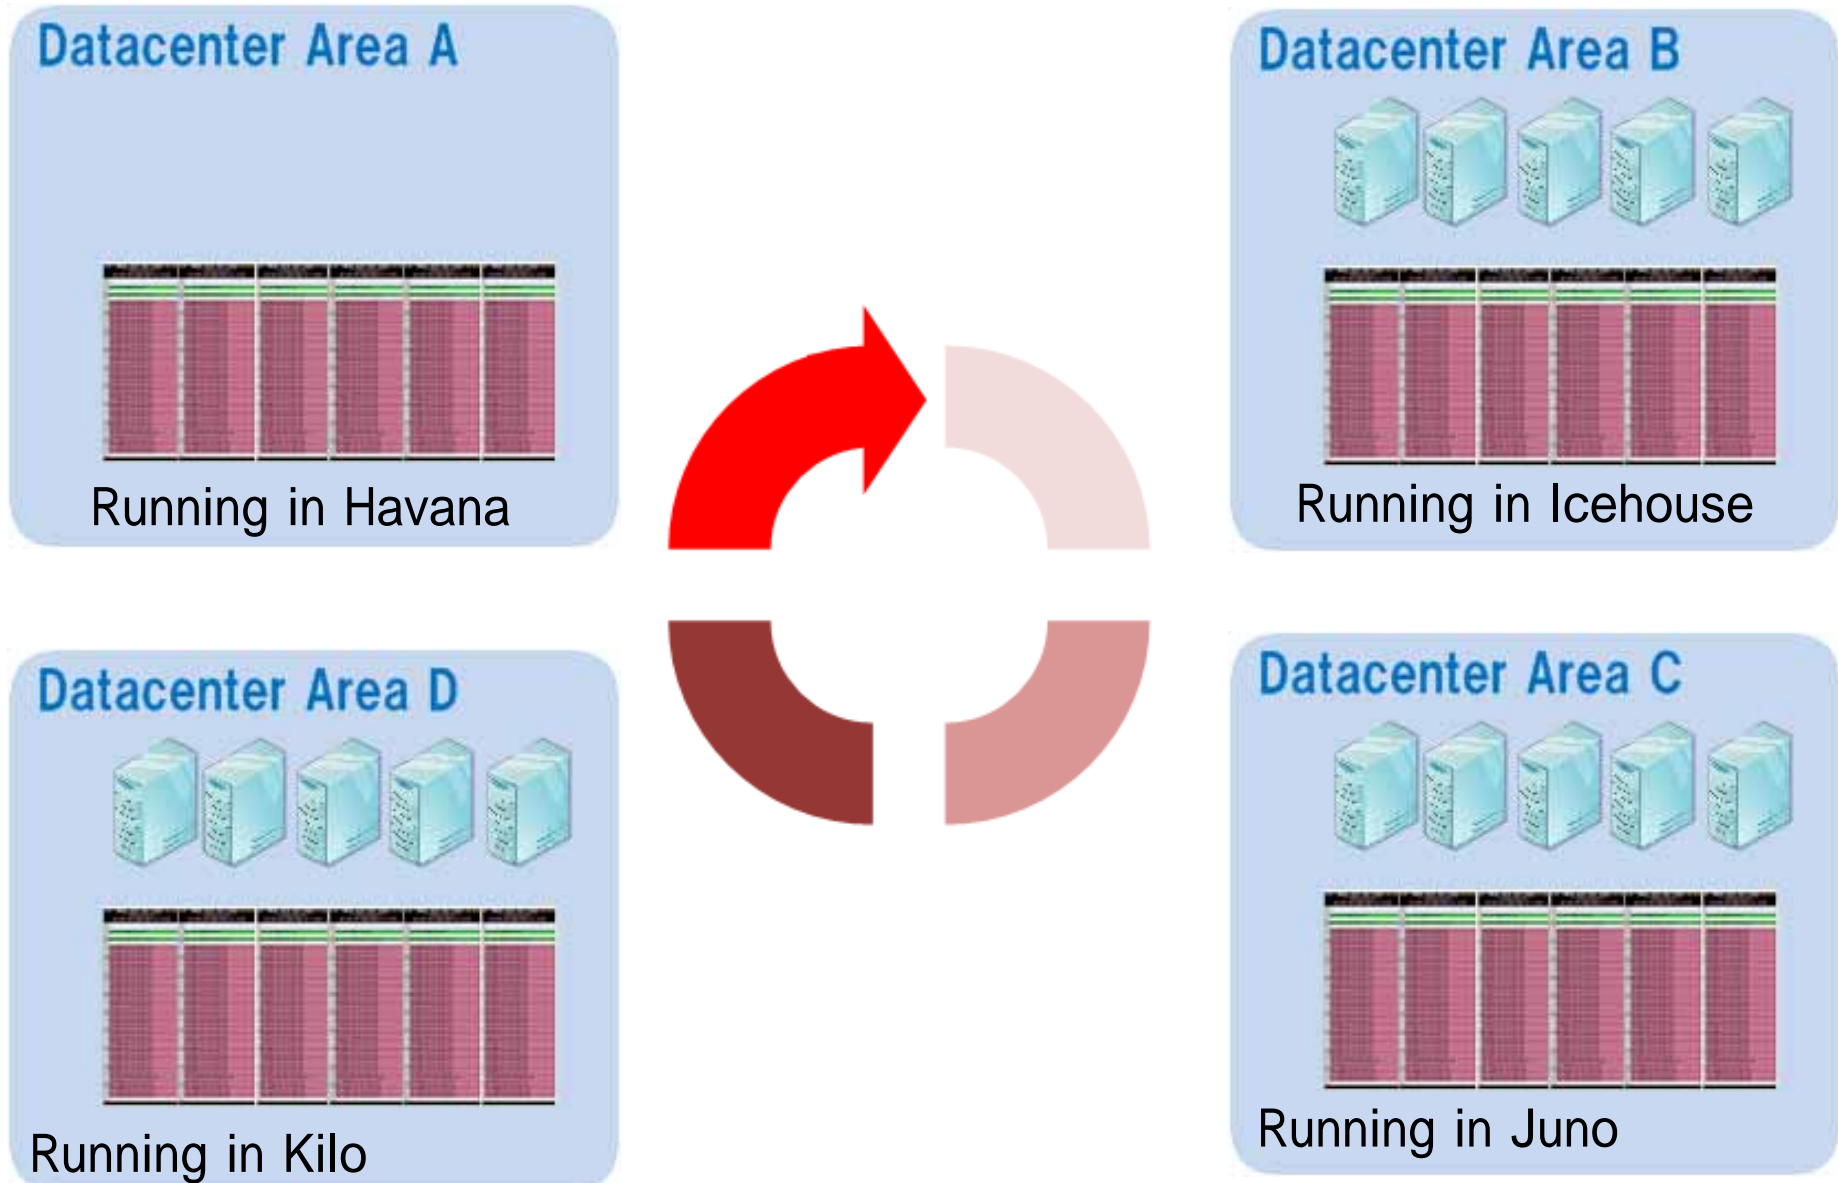 Datacenter Area A
Running in Havana
Datacenter Area B
Running in Icehouse
Datacenter Area D
Running in Kilo
Datacenter Area C
Running in Juno